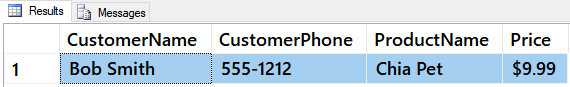 Results Messages
CustomerName CustomerPhone ProductName Price
1 Bob Smith 555-1212 Chia Pet $9.99